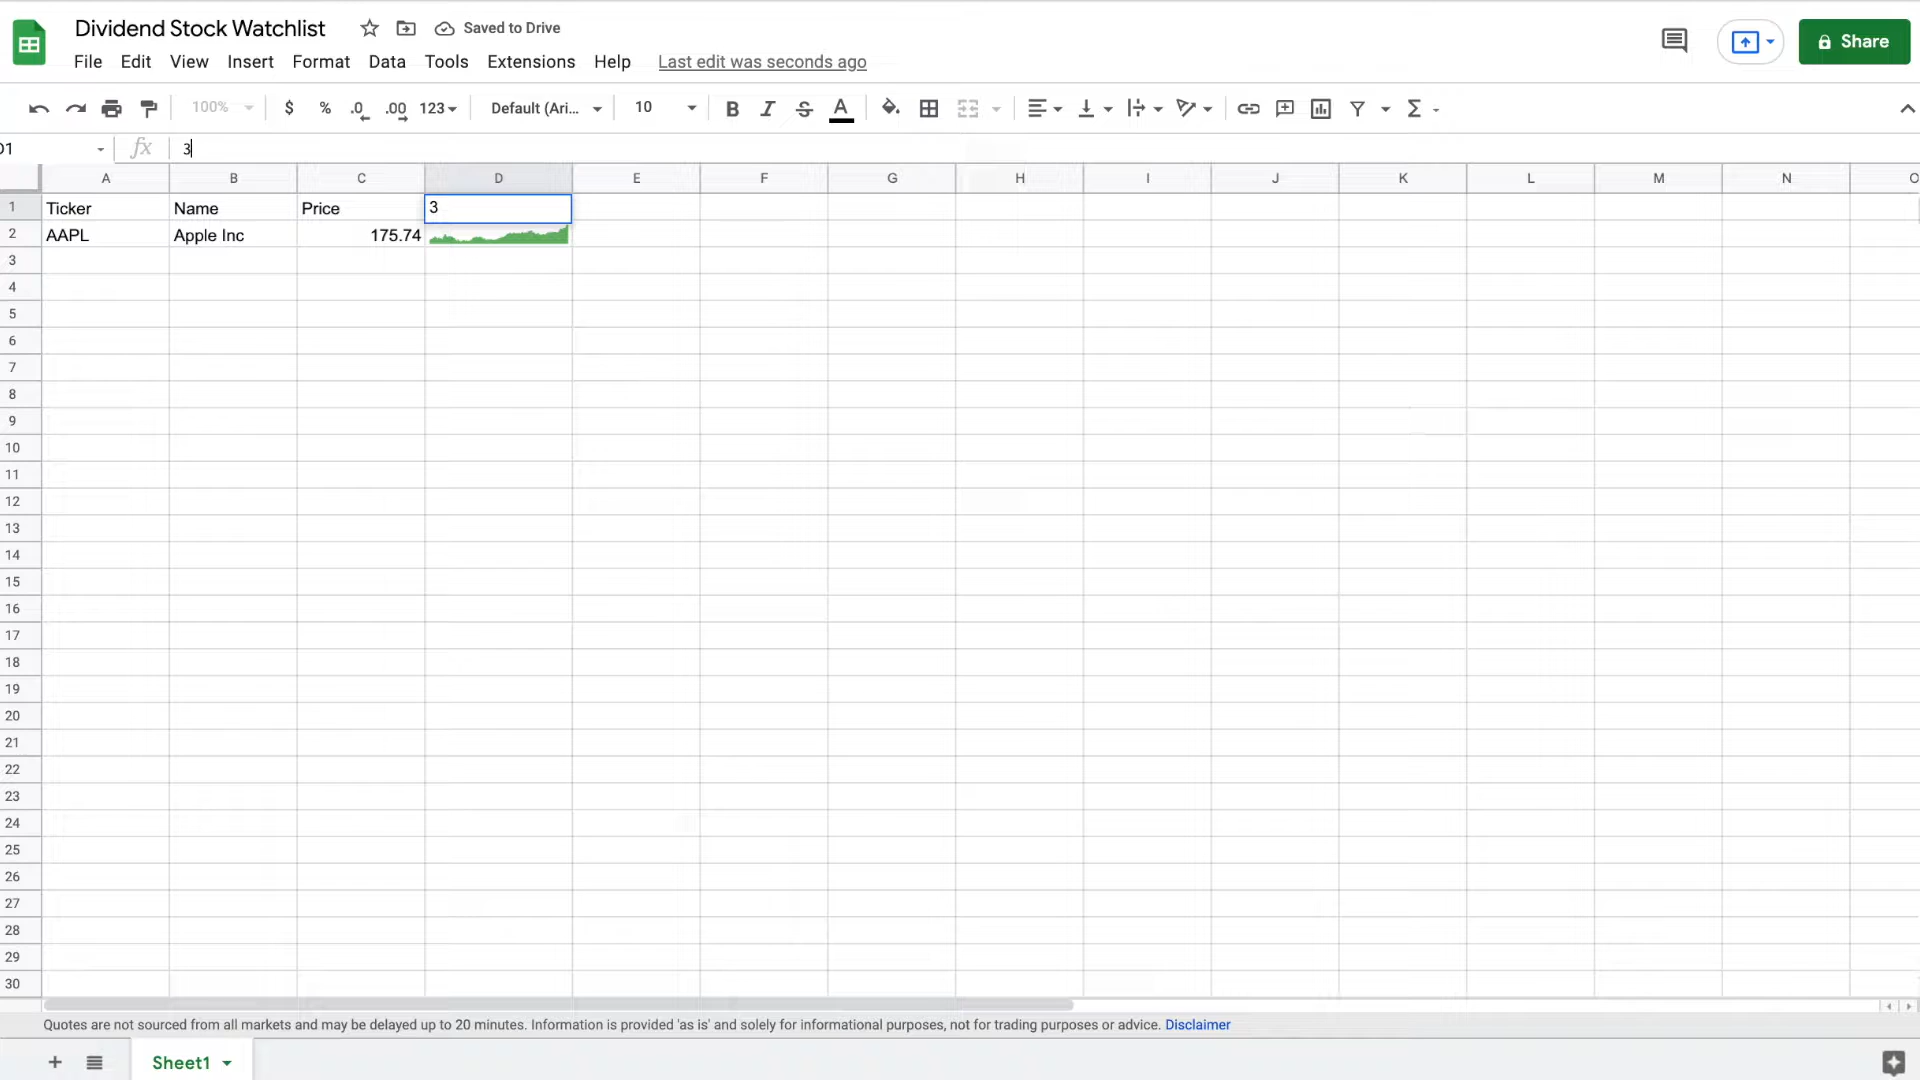 Dividend Stock Watchlist Saved to Drive
File Edit View Insert Format Data Tools Extensions Help Last edit was seconds ago
Share
100% $ % .0 .00 123 Default (Ari... 10 B I S A Σ
D1 fx 3
A B C D E F G H I J K L M N O
1 Ticker Name Price 3
2 AAPL Apple Inc 175.74
3
4
5
6
7
8
9
10
11
12
13
14
15
16
17
18
19
20
21
22
23
24
25
26
27
28
29
30
Quotes are not sourced from all markets and may be delayed up to 20 minutes. Information is provided 'as is' and solely for informational purposes, not for trading purposes or advice. Disclaimer
Sheet1